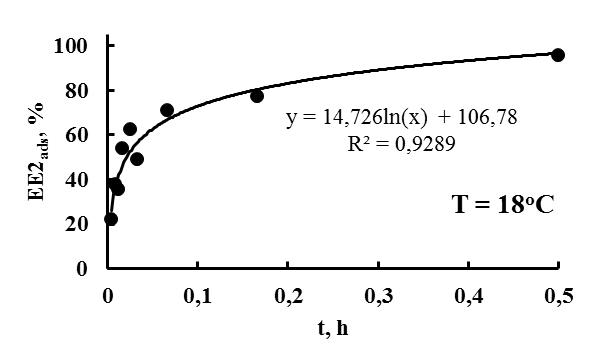 100
80
60
40
20
0
EE2ads, %
y = 14,726ln(x) + 106,78
R² = 0,9289
T = 18°C
0 0,1 0,2 0,3 0,4 0,5
t, h